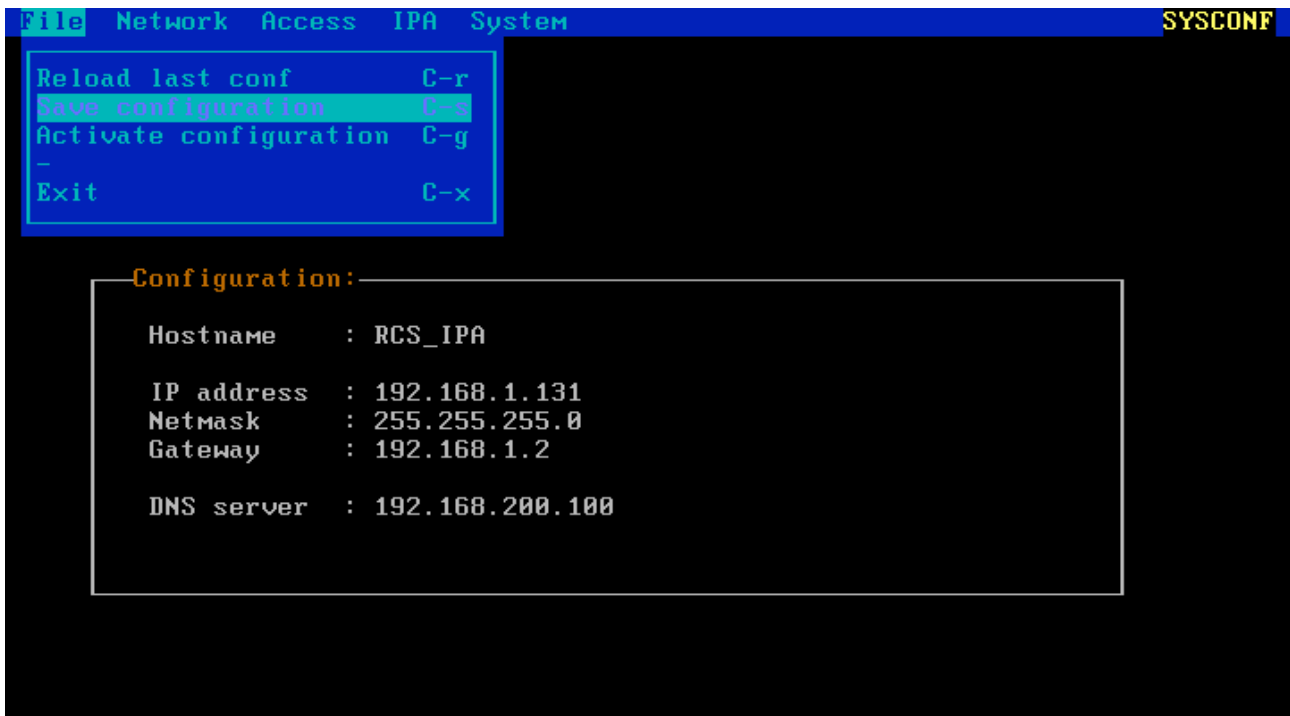 File Network Access IPA System SYSCONF
Reload last conf C-r
Save configuration C-s
Activate configuration C-g
-
Exit C-x
Configuration:
Hostname : RCS_IPA
IP address : 192.168.1.131
Netmask : 255.255.255.0
Gateway : 192.168.1.2
DNS server : 192.168.200.100